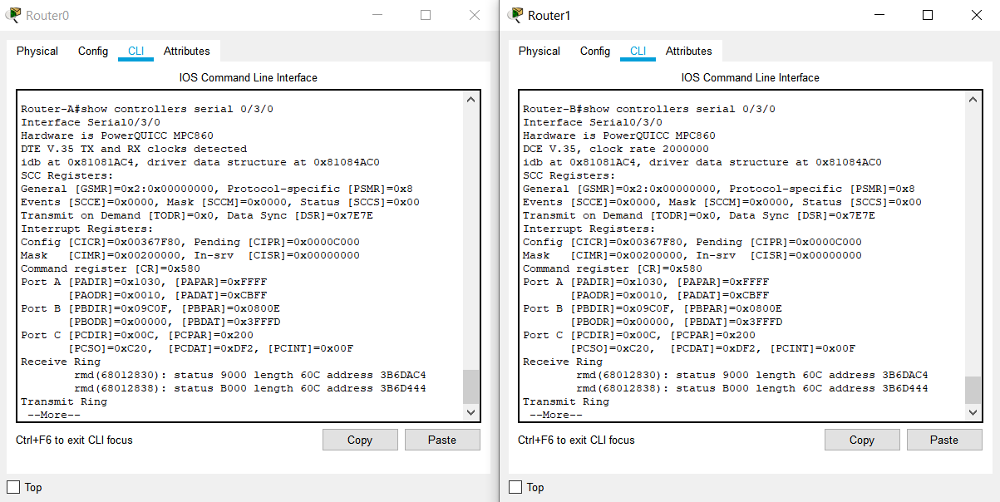 Router0
Physical Config CLI Attributes
IOS Command Line Interface
Router-A#show controllers serial 0/3/0
Interface Serial0/3/0
Hardware is PowerQUICC MPC860
DTE V.35 TX and RX clocks detected
idb at 0x81081AC4, driver data structure at 0x81084AC0
SCC Registers:
General [GSMR]=0x2:0x00000000, Protocol-specific [PSMR]=0x8
Events [SCCE]=0x0000, Mask [SCCM]=0x0000, Status [SCCS]=0x00
Transmit on Demand [TODR]=0x0, Data Sync [DSR]=0x7E7E
Interrupt Registers:
Config [CICR]=0x00367F80, Pending [CIPR]=0x0000C000
Mask   [CIMR]=0x00200000, In-srv  [CISR]=0x00000000
Command register [CR]=0x580
Port A [PADIR]=0x1030, [PAPAR]=0xFFFF
       [PAODR]=0x0010, [PADAT]=0xCBFF
Port B [PBDIR]=0x09C0F, [PBPAR]=0x0800E
       [PBODR]=0x00000, [PBDAT]=0x3FFFD
Port C [PCDIR]=0x00C, [PCPAR]=0x200
       [PCSO]=0xC20,  [PCDAT]=0xDF2, [PCINT]=0x00F
Receive Ring
        rmd(68012830): status 9000 length 60C address 3B6DAC4
        rmd(68012838): status B000 length 60C address 3B6D444
Transmit Ring
 --More--
Ctrl+F6 to exit CLI focus
Copy Paste
Top
Router1
Physical Config CLI Attributes
IOS Command Line Interface
Router-B#show controllers serial 0/3/0
Interface Serial0/3/0
Hardware is PowerQUICC MPC860
DCE V.35, clock rate 2000000
idb at 0x81081AC4, driver data structure at 0x81084AC0
SCC Registers:
General [GSMR]=0x2:0x00000000, Protocol-specific [PSMR]=0x8
Events [SCCE]=0x0000, Mask [SCCM]=0x0000, Status [SCCS]=0x00
Transmit on Demand [TODR]=0x0, Data Sync [DSR]=0x7E7E
Interrupt Registers:
Config [CICR]=0x00367F80, Pending [CIPR]=0x0000C000
Mask   [CIMR]=0x00200000, In-srv  [CISR]=0x00000000
Command register [CR]=0x580
Port A [PADIR]=0x1030, [PAPAR]=0xFFFF
       [PAODR]=0x0010, [PADAT]=0xCBFF
Port B [PBDIR]=0x09C0F, [PBPAR]=0x0800E
       [PBODR]=0x00000, [PBDAT]=0x3FFFD
Port C [PCDIR]=0x00C, [PCPAR]=0x200
       [PCSO]=0xC20,  [PCDAT]=0xDF2, [PCINT]=0x00F
Receive Ring
        rmd(68012830): status 9000 length 60C address 3B6DAC4
        rmd(68012838): status B000 length 60C address 3B6D444
Transmit Ring
 --More--
Ctrl+F6 to exit CLI focus
Copy Paste
Top